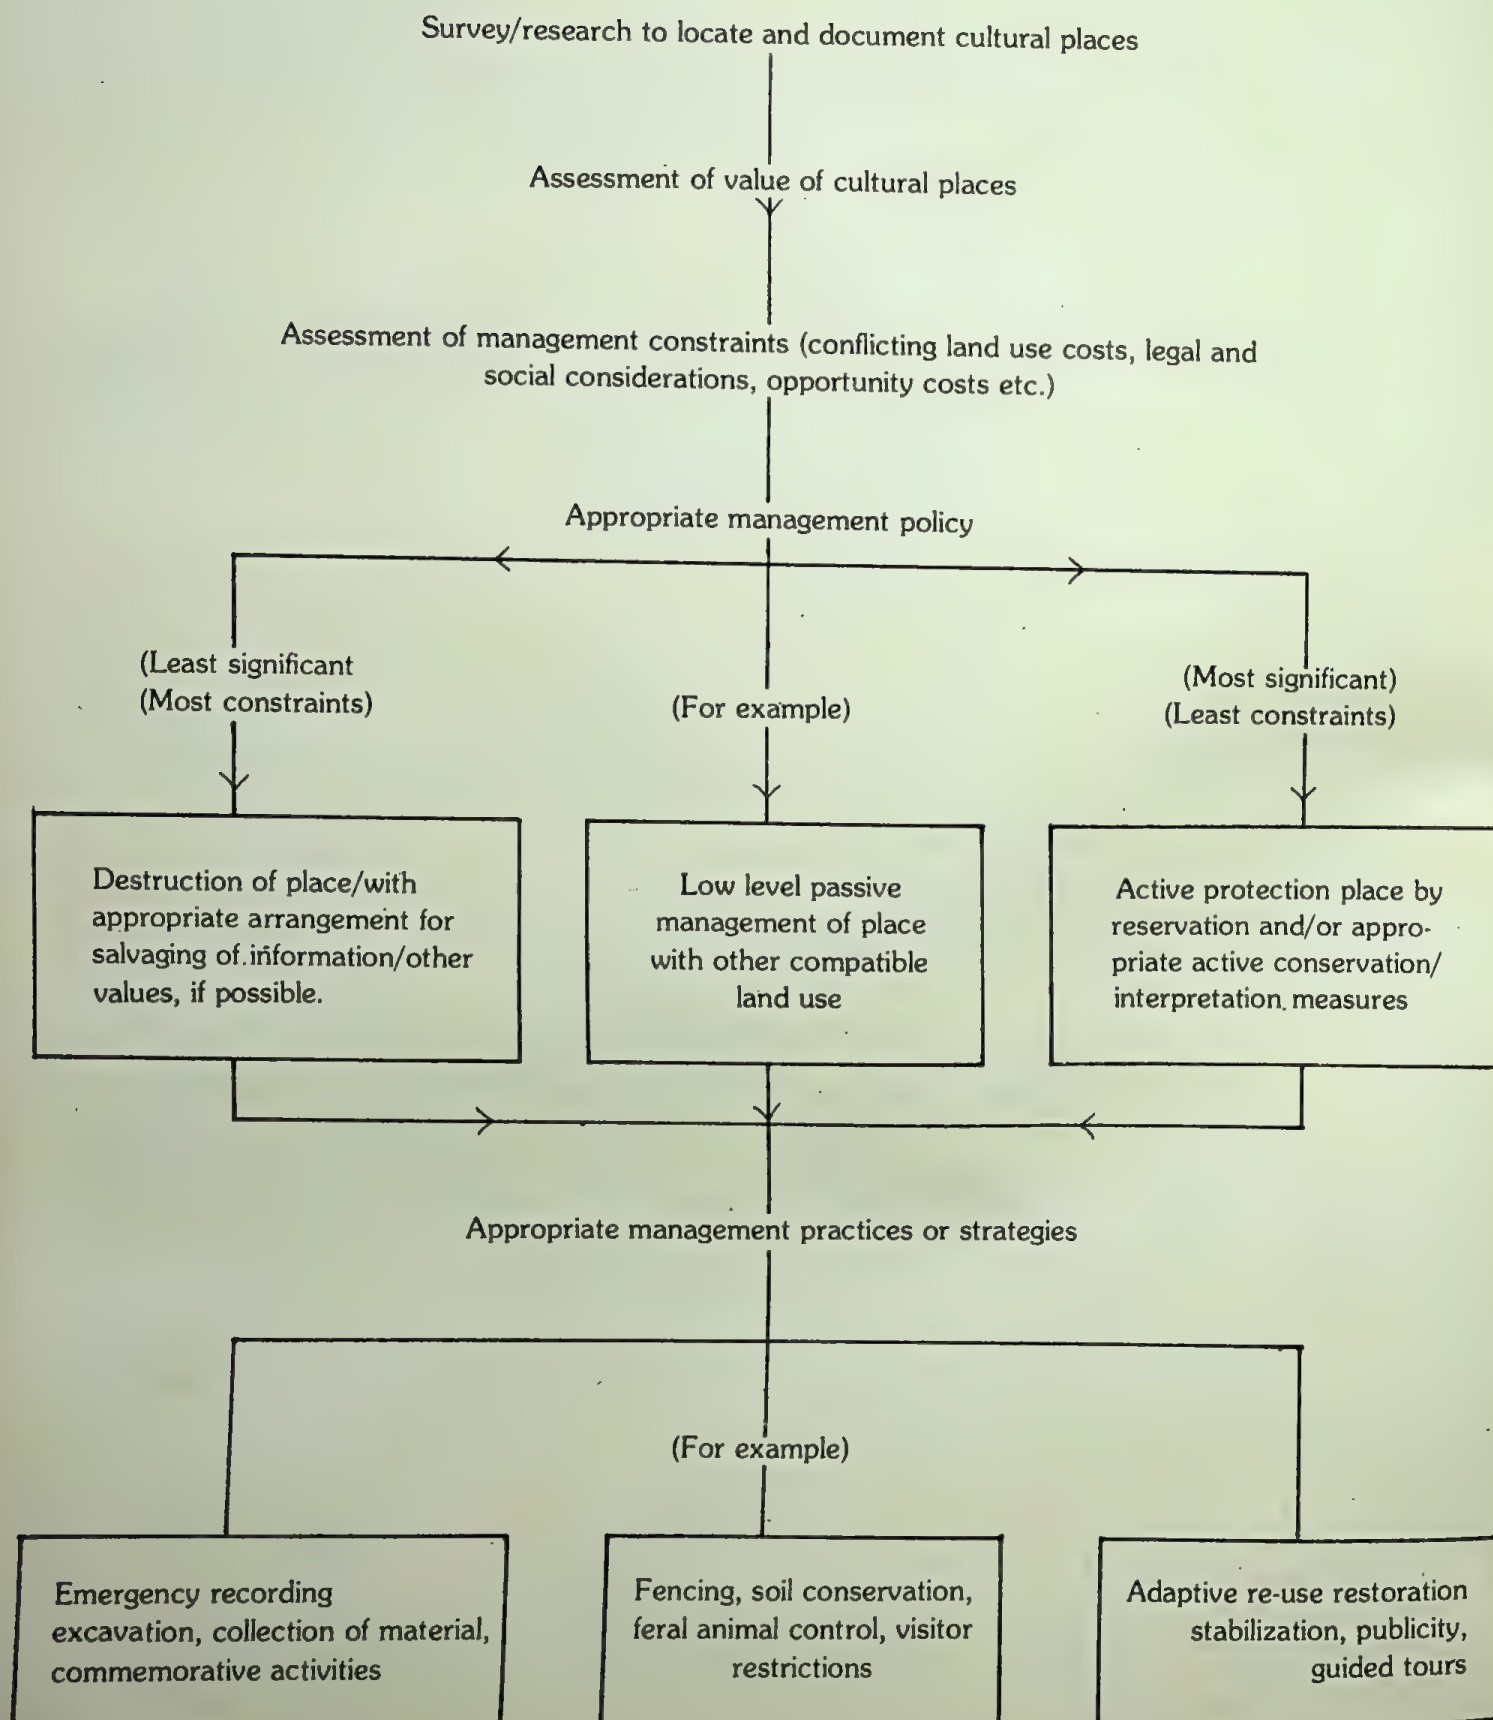 Survey/research to locate and document cultural places
Assessment of value of cultural places
Assessment of management constraints (conflicting land use costs, legal and
social considerations, opportunity costs etc.)
Appropriate management policy
(Least significant
(Most constraints)
(For example)
(Most significant)
(Least constraints)
Destruction of place/with
appropriate arrangement for
salvaging of information/other
values, if possible.
Low level passive
management of place
with other compatible
land use
Active protection place by
reservation and/or appro-
priate active conservation/
interpretation measures
Appropriate management practices or strategies
(For example)
Emergency recording
excavation, collection of material,
commemorative activities
Fencing, soil conservation,
feral animal control, visitor
restrictions
Adaptive re-use restoration
stabilization, publicity,
guided tours